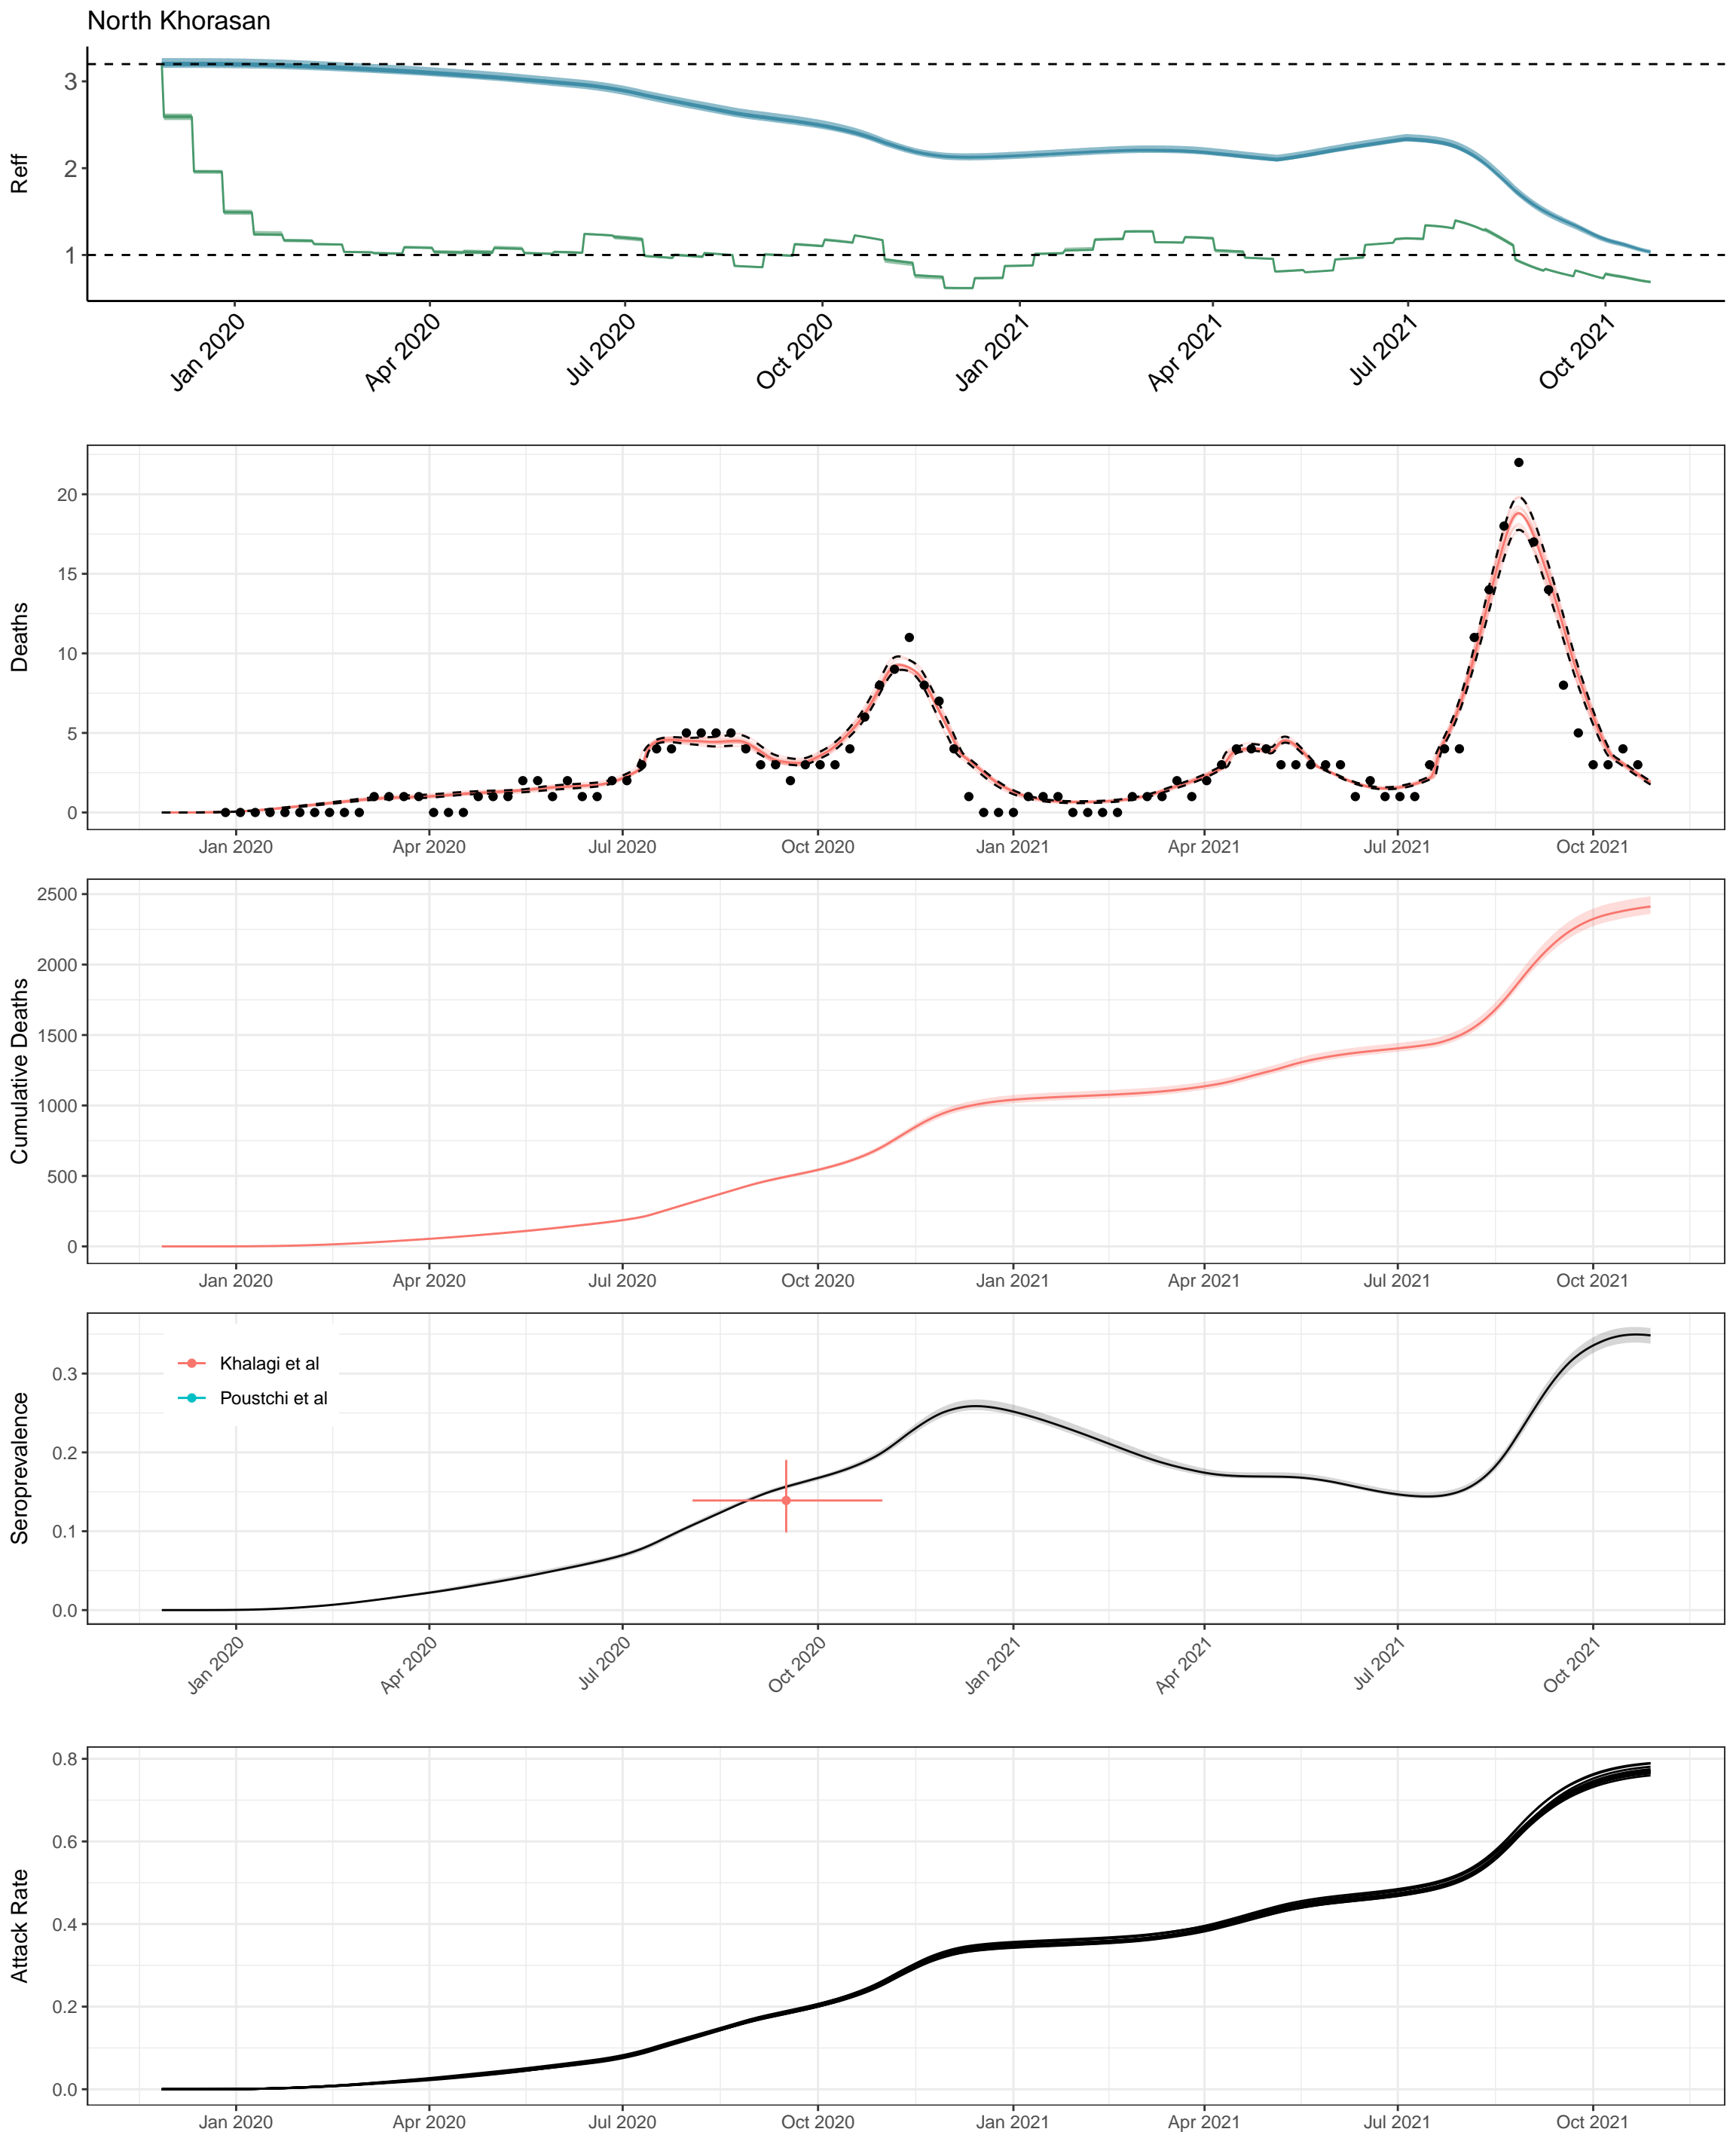 North Khorasan
Reff
3
2
1
Jan 2020 Apr 2020 Jul 2020 Oct 2020 Jan 2021 Apr 2021 Jul 2021 Oct 2021
Deaths
20
15
10
5
0
Jan 2020 Apr 2020 Jul 2020 Oct 2020 Jan 2021 Apr 2021 Jul 2021 Oct 2021
Cumulative Deaths
2500
2000
1500
1000
500
0
Jan 2020 Apr 2020 Jul 2020 Oct 2020 Jan 2021 Apr 2021 Jul 2021 Oct 2021
Seroprevalence
Khalagi et al
Poustchi et al
0.3
0.2
0.1
0.0
Jan 2020 Apr 2020 Jul 2020 Oct 2020 Jan 2021 Apr 2021 Jul 2021 Oct 2021
Attack Rate
0.8
0.6
0.4
0.2
0.0
Jan 2020 Apr 2020 Jul 2020 Oct 2020 Jan 2021 Apr 2021 Jul 2021 Oct 2021